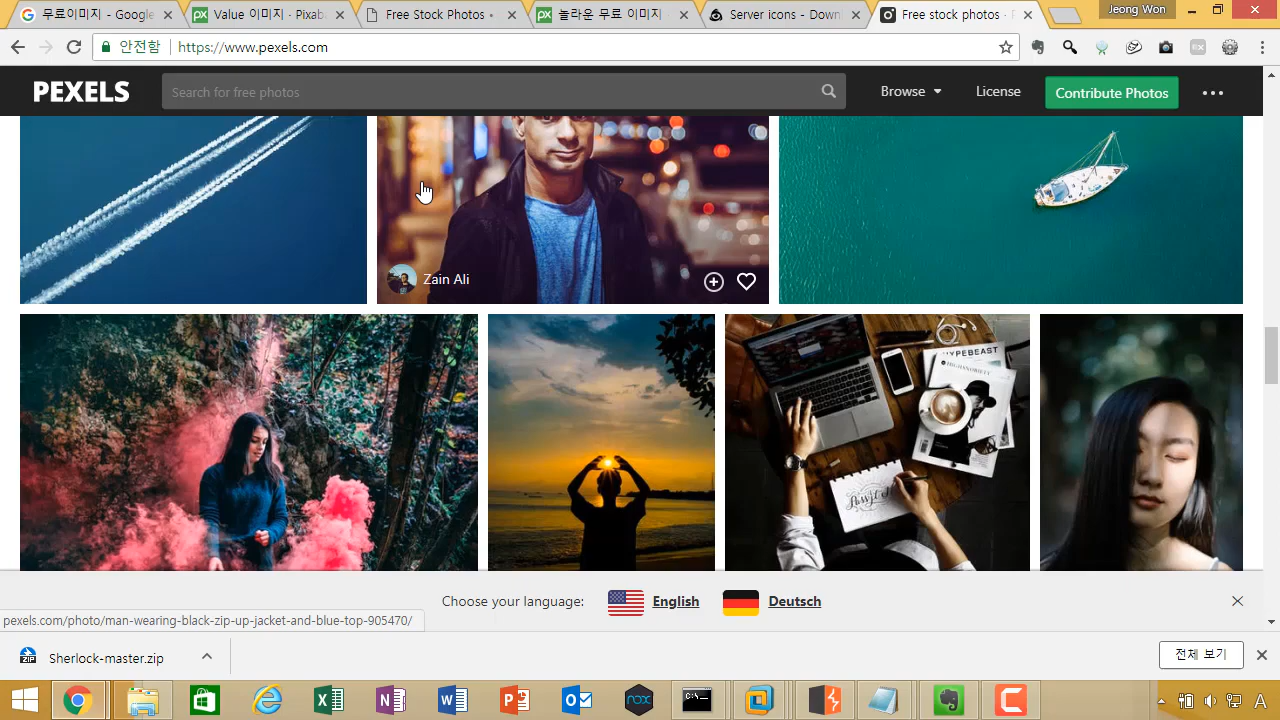 무료이미지 - Google
Value 이미지 · Pixab
Free Stock Photos •
놀라운 무료 이미지 ·
server icons - Down
Free stock photos · P
Jeong Won
안전함
https://www.pexels.com
PEXELS
Search for free photos
Browse
License
Contribute Photos
Zain Ali
HYPEBEAST
Choose your language:
English
Deutsch
pexels.com/photo/man-wearing-black-zip-up-jacket-and-blue-top-905470/
ZIP
Sherlock-master.zip
전체 보기
nox
A